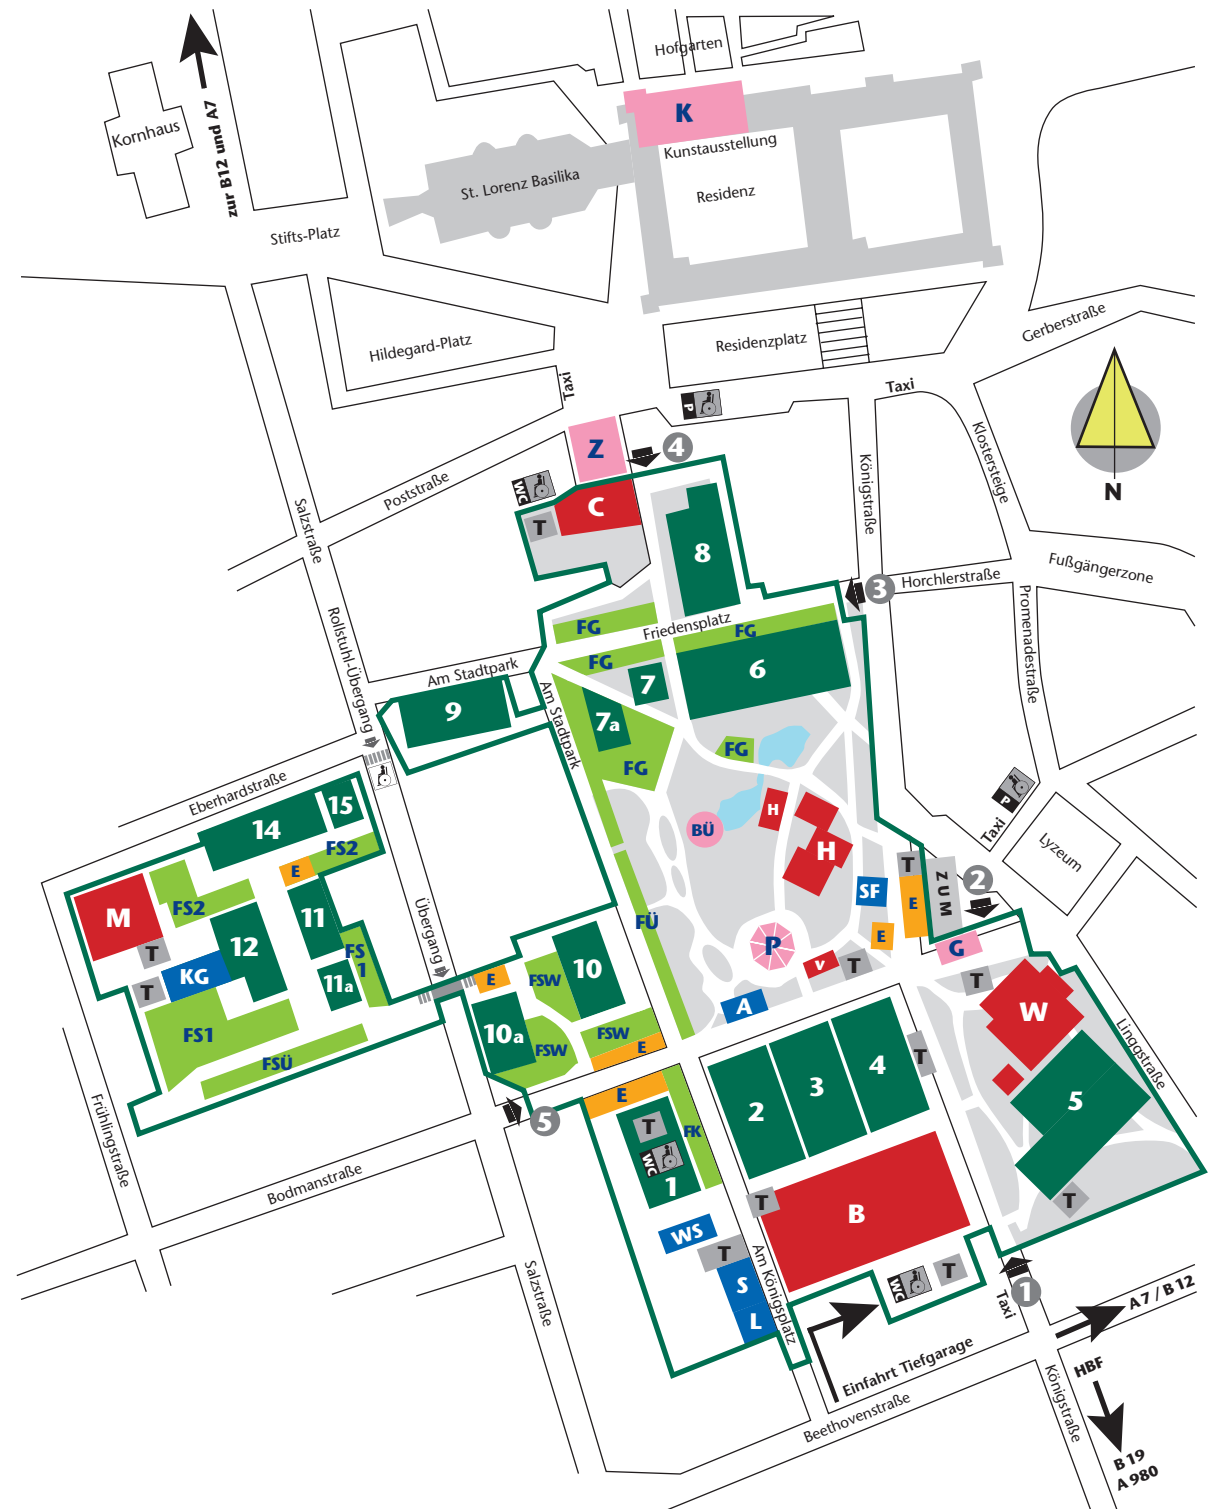 Hofgarten
K
Kunstausstellung
Residenz
St. Lorenz Basilika
Kornhaus
zur B12 und A7
Stifts-Platz
Hildegard-Platz
Residenzplatz
Gerberstraße
Taxi
Taxi
P
N
Klostersteige
Königstraße
Z
4
Poststraße
Salzstraße
WC
C
T
8
3
Horchlerstraße
Fußgängerzone
Promenadestraße
Rollstuhl-Übergang
FG
Friedensplatz
FG
FG
6
7
Am Stadtpark
9
Am Stadtpark
7a
FG
FG
Eberhardstraße
15
14
FS2
E
BÜ
H
H
P
Taxi
Lyzeum
M
FS2
11
12
T
KG
T
FS
1
11a
FS1
FSÜ
Übergang
FÜ
SF
T
E
ZUM
2
E
G
P
V
T
A
T
W
Linggstraße
10
E
FSW
10a
FSW
FSW
E
5
T
4
3
2
T
E
FK
T
WC
1
5
Frühlingstraße
Bodmanstraße
WS
T
S
L
T
B
Am Königsplatz
WC
T
1
Taxi
A 7 / B 12
Salzstraße
Einfahrt Tiefgarage
Beethovenstraße
Königstraße
HBF
B 19
A 980